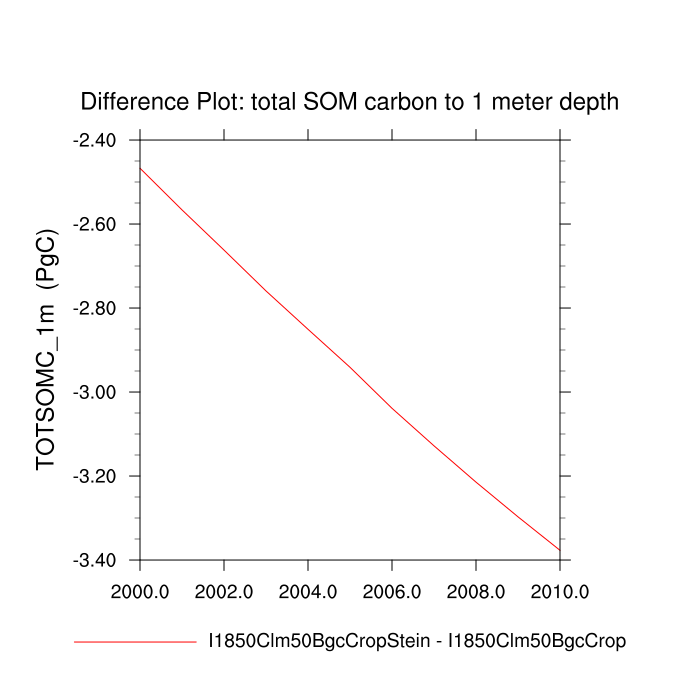 Difference Plot: total SOM carbon to 1 meter depth
TOTSOMC_1m (PgC)
-2.40
-2.60
-2.80
-3.00
-3.20
-3.40
2000.0 2002.0 2004.0 2006.0 2008.0 2010.0
I1850Clm50BgcCropStein - I1850Clm50BgcCrop